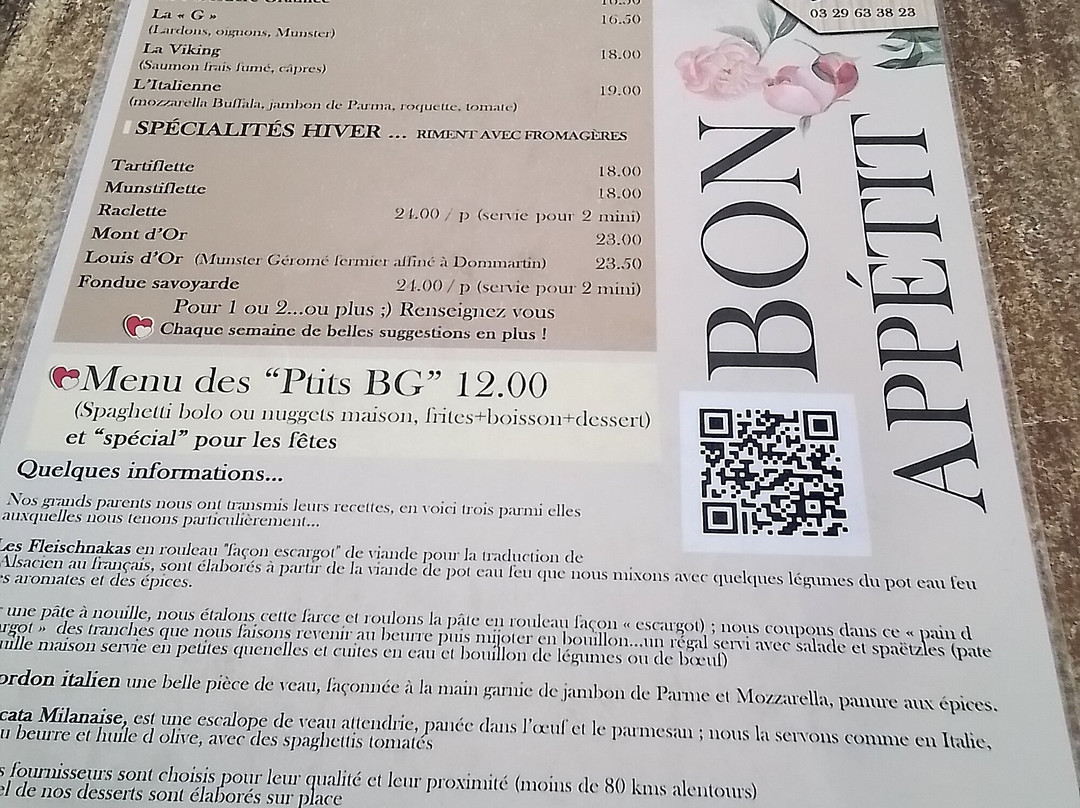 16.50
La « G » 16.50
(Lardons, oignons, Munster)
La Viking 18.00
(Saumon frais fumé, câpres)
L'Italienne 19.00
(mozzarella Buffala, jambon de Parma, roquette, tomate)
SPÉCIALITÉS HIVER ... RIMENT AVEC FROMAGÈRES
Tartiflette 18.00
Munstiflette 18.00
Raclette 24.00 / p (servie pour 2 mini)
Mont d'Or 23.00
Louis d'Or (Munster Géromé fermier affiné à Dommartin) 23.50
Fondue savoyarde 24.00 / p (servie pour 2 mini)
Pour 1 ou 2...ou plus ;) Renseignez vous
Chaque semaine de belles suggestions en plus !
Menu des “Ptits BG” 12.00
(Spaghetti bolo ou nuggets maison, frites+boisson+dessert)
et “spécial” pour les fêtes
Quelques informations...
Nos grands parents nous ont transmis leurs recettes, en voici trois parmi elles
auxquelles nous tenons particulièrement...
Les Fleischnakas en rouleau "façon escargot" de viande pour la traduction de
Alsacien au français, sont élaborés à partir de la viande de pot eau feu que nous mixons avec quelques légumes du pot eau feu
es aromates et des épices.
r une pâte à nouille, nous étalons cette farce et roulons la pâte en rouleau façon « escargot) ; nous coupons dans ce « pain d
argot » des tranches que nous faisons revenir au beurre puis mijoter en bouillon...un régal servi avec salade et spaëtzles (pate
uille maison servie en petites quenelles et cuites en eau et bouillon de légumes ou de bœuf)
ordon italien une belle pièce de veau, façonnée à la main garnie de jambon de Parme et Mozzarella, panure aux épices.
cata Milanaise, est une escalope de veau attendrie, panée dans l'œuf et le parmesan ; nous la servons comme en Italie,
u beurre et huile d olive, avec des spaghettis tomatés
s fournisseurs sont choisis pour leur qualité et leur proximité (moins de 80 kms alentours)
el de nos desserts sont élaborés sur place
03 29 63 38 23
BON
APPÉTIT